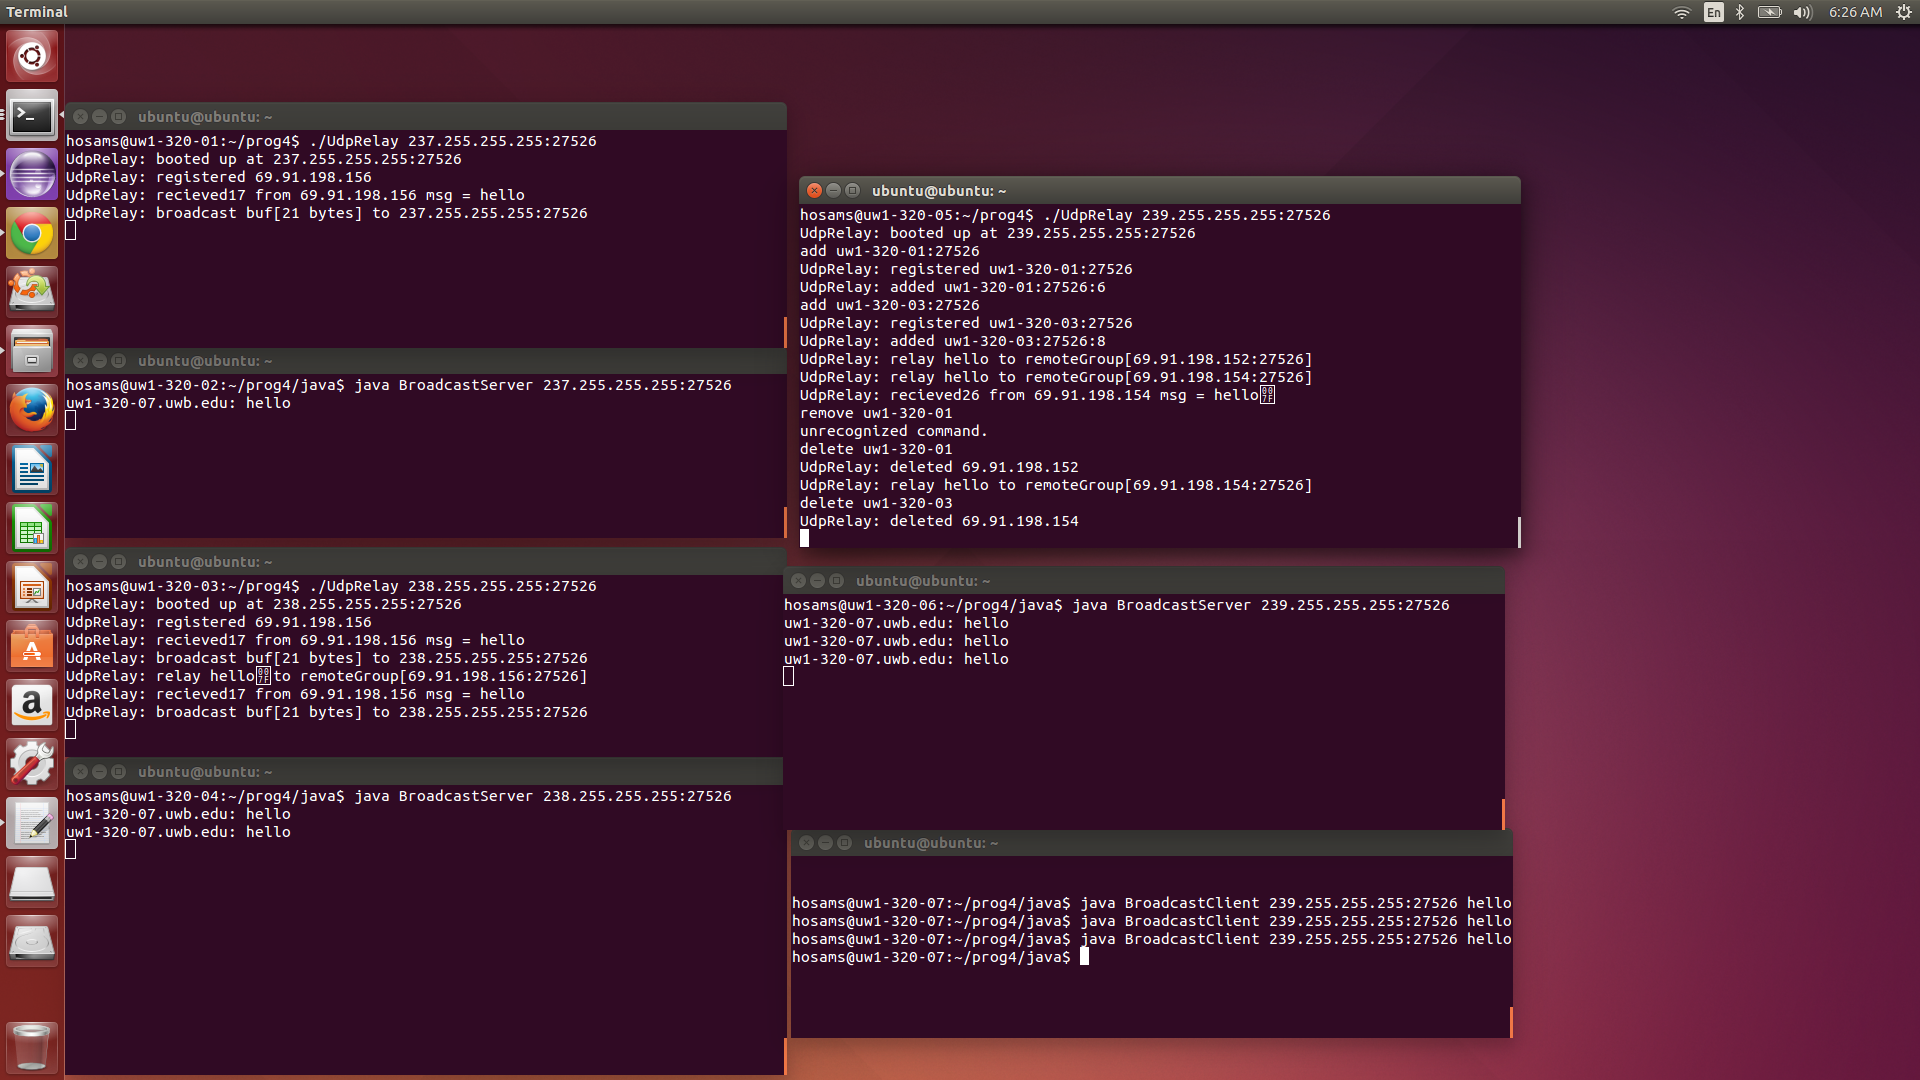 Terminal
En
6:26 AM
ubuntu@ubuntu: ~
hosams@uw1-320-01:~/prog4$ ./UdpRelay 237.255.255.255:27526
UdpRelay: booted up at 237.255.255.255:27526
UdpRelay: registered 69.91.198.156
UdpRelay: recieved17 from 69.91.198.156 msg = hello
UdpRelay: broadcast buf[21 bytes] to 237.255.255.255:27526
ubuntu@ubuntu: ~
hosams@uw1-320-02:~/prog4/java$ java BroadcastServer 237.255.255.255:27526
uw1-320-07.uwb.edu: hello
ubuntu@ubuntu: ~
hosams@uw1-320-03:~/prog4$ ./UdpRelay 238.255.255.255:27526
UdpRelay: booted up at 238.255.255.255:27526
UdpRelay: registered 69.91.198.156
UdpRelay: recieved17 from 69.91.198.156 msg = hello
UdpRelay: broadcast buf[21 bytes] to 238.255.255.255:27526
UdpRelay: relay hello to remoteGroup[69.91.198.156:27526]
UdpRelay: recieved17 from 69.91.198.156 msg = hello
UdpRelay: broadcast buf[21 bytes] to 238.255.255.255:27526
ubuntu@ubuntu: ~
hosams@uw1-320-04:~/prog4/java$ java BroadcastServer 238.255.255.255:27526
uw1-320-07.uwb.edu: hello
uw1-320-07.uwb.edu: hello
ubuntu@ubuntu: ~
hosams@uw1-320-05:~/prog4$ ./UdpRelay 239.255.255.255:27526
UdpRelay: booted up at 239.255.255.255:27526
add uw1-320-01:27526
UdpRelay: registered uw1-320-01:27526
UdpRelay: added uw1-320-01:27526:6
add uw1-320-03:27526
UdpRelay: registered uw1-320-03:27526
UdpRelay: added uw1-320-03:27526:8
UdpRelay: relay hello to remoteGroup[69.91.198.152:27526]
UdpRelay: relay hello to remoteGroup[69.91.198.154:27526]
UdpRelay: recieved26 from 69.91.198.154 msg = hello
remove uw1-320-01
unrecognized command.
delete uw1-320-01
UdpRelay: deleted 69.91.198.152
UdpRelay: relay hello to remoteGroup[69.91.198.154:27526]
delete uw1-320-03
UdpRelay: deleted 69.91.198.154
ubuntu@ubuntu: ~
hosams@uw1-320-06:~/prog4/java$ java BroadcastServer 239.255.255.255:27526
uw1-320-07.uwb.edu: hello
uw1-320-07.uwb.edu: hello
uw1-320-07.uwb.edu: hello
ubuntu@ubuntu: ~
hosams@uw1-320-07:~/prog4/java$ java BroadcastClient 239.255.255.255:27526 hello
hosams@uw1-320-07:~/prog4/java$ java BroadcastClient 239.255.255.255:27526 hello
hosams@uw1-320-07:~/prog4/java$ java BroadcastClient 239.255.255.255:27526 hello
hosams@uw1-320-07:~/prog4/java$